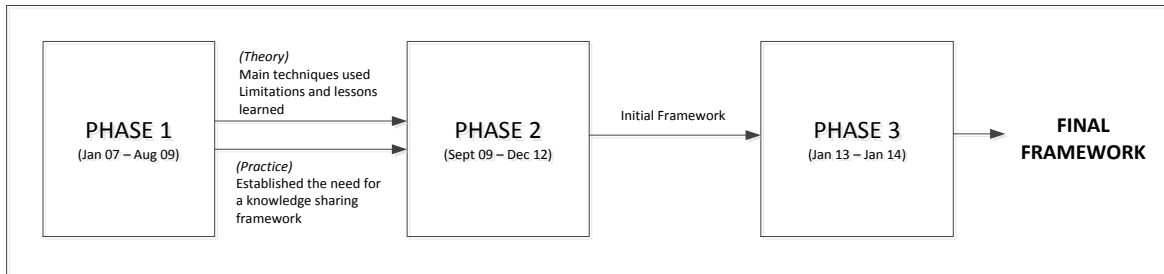 PHASE 1
(Jan 07 – Aug 09)
(Theory)
Main techniques used
Limitations and lessons
learned
(Practice)
Established the need for
a knowledge sharing
framework
PHASE 2
(Sept 09 – Dec 12)
Initial Framework
PHASE 3
(Jan 13 – Jan 14)
FINAL
FRAMEWORK